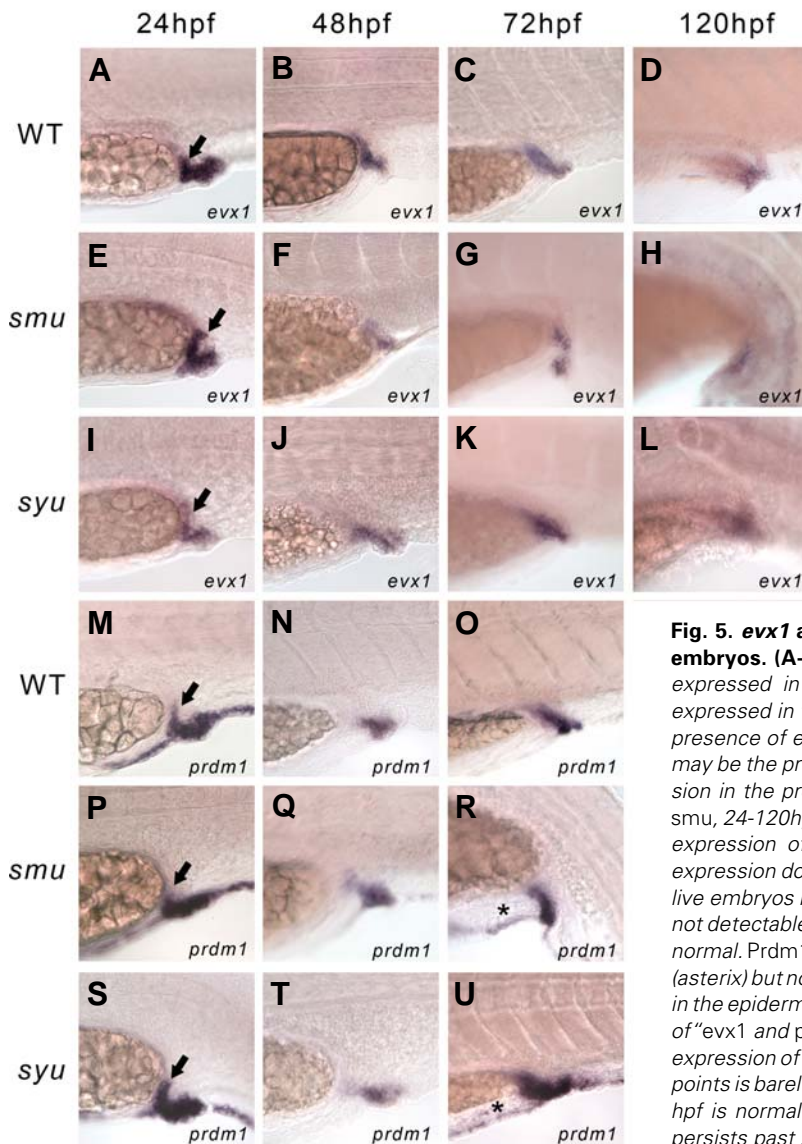 24hpf 48hpf 72hpf 120hpf
WT
A B C D
evx1 evx1 evx1 evx1
smu
E F G H
evx1 evx1 evx1 evx1
syu
I J K L
evx1 evx1 evx1 evx1
WT
M N O
prdm1 prdm1 prdm1
smu
P Q R
*
prdm1 prdm1 prdm1
syu
S T U
*
prdm1 prdm1 prdm1
Fig. 5. evx1 a
embryos. (A-
expressed in
expressed in
presence of e
may be the pr
sion in the pr
smu, 24-120h
expression of
expression do
live embryos
not detectable
normal. Prdm1
(asterix) but no
in the epiderm
of "evx1 and p
expression of
points is barel
hpf is normal
persists past